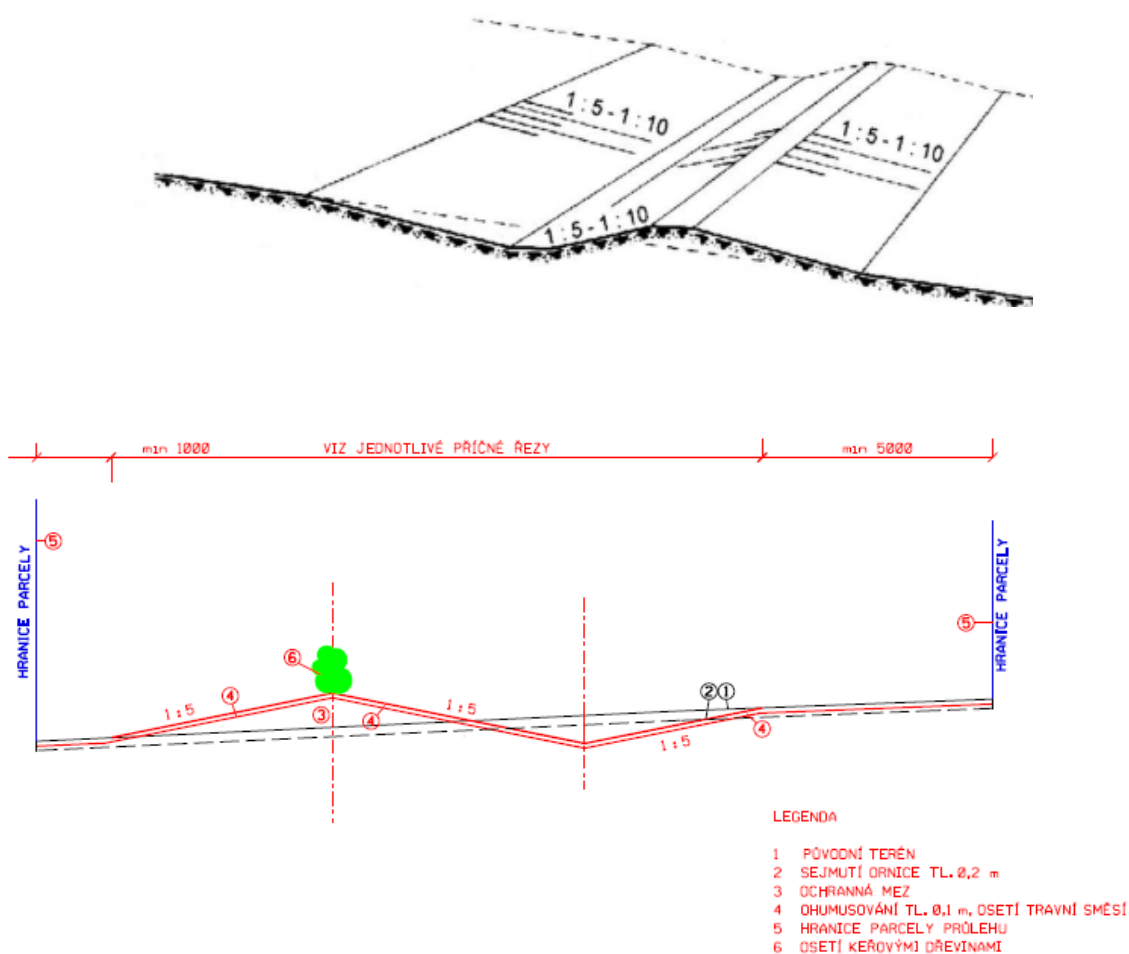 1:5-1:10
1:5-1:10
1:5-1:10
min 1000
VIZ JEDNOTLIVÉ PŘÍČNÉ ŘEZY
min 5000
HRANICE PARCELY
5
HRANICE PARCELY
5
6
4
1:5
3
4
1:5
2 1
1:5
4
LEGENDA
1 PŮVODNÍ TERÉN
2 SEJMUTÍ ORNICE TL. 0,2 m
3 OCHRANNÁ MEZ
4 OHUMUSOVÁNÍ TL. 0,1 m, OSETÍ TRAVNÍ SMĚSÍ
5 HRANICE PARCELY PRŮLEHU
6 OSETÍ KEŘOVÝMI DŘEVINAMI